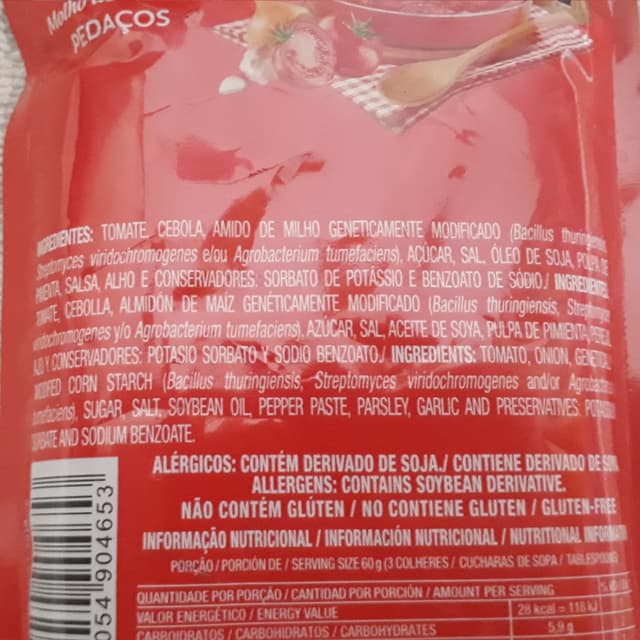 Molho
PEDAÇOS
INGREDIENTES: TOMATE, CEBOLA, AMIDO DE MILHO GENETICAMENTE MODIFICADO (Bacillus
Streptomyces viridochromogenes e/ou Agrobacterium tumefaciens), AÇÚCAR, SAL, ÓLEO DE SOJA, POLPA DE
PIMENTA, SALSA, ALHO E CONSERVADORES: SORBATO DE POTÁSSIO E BENZOATO DE SÓDIO./
TOMATE, CEBOLLA, ALMIDÓN DE MAÍZ GENÉTICAMENTE MODIFICADO (Bacillus thuringiensis,
viridochromogenes y/o Agrobacterium tumefaciens), AZÚCAR, SAL, ACEITE DE SOYA, PULPA DE PIMIENTA,
AJO Y CONSERVADORES: POTASIO SORBATO Y SODIO BENZOATO./ INGREDIENTS: TOMATO, ONION,
MODIFIED CORN STARCH (Bacillus thuringiensis, Streptomyces viridochromogenes and/or
tumefaciens), SUGAR, SALT, SOYBEAN OIL, PEPPER PASTE, PARSLEY, GARLIC AND PRESERVATIVES:
SORBATE AND SODIUM BENZOATE.
ALÉRGICOS: CONTÉM DERIVADO DE SOJA./ CONTIENE DERIVADO DE
ALLERGENS: CONTAINS SOYBEAN DERIVATIVE.
NÃO CONTÉM GLÚTEN / NO CONTIENE GLUTEN / GLUTEN-FREE
INFORMAÇÃO NUTRICIONAL / INFORMACIÓN NUTRICIONAL / NUTRITIONAL
PORÇÃO / PORCIÓN DE / SERVING SIZE 60 g (3 COLHERES / CUCHARAS DE SOPA /
QUANTIDADE POR PORÇÃO / CANTIDAD POR PORCIÓN / AMOUNT PER SERVING
VALOR ENERGÉTICO / ENERGY VALUE 28 kcal = 118 kJ
CARBOIDRATOS / CARBOHIDRATOS / CARBOHYDRATES 5,9 g
054 904653